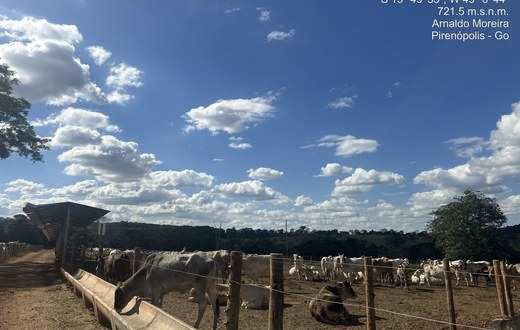 721.5 m.s.n.m.
Arnaldo Moreira
Pirenópolis - Go